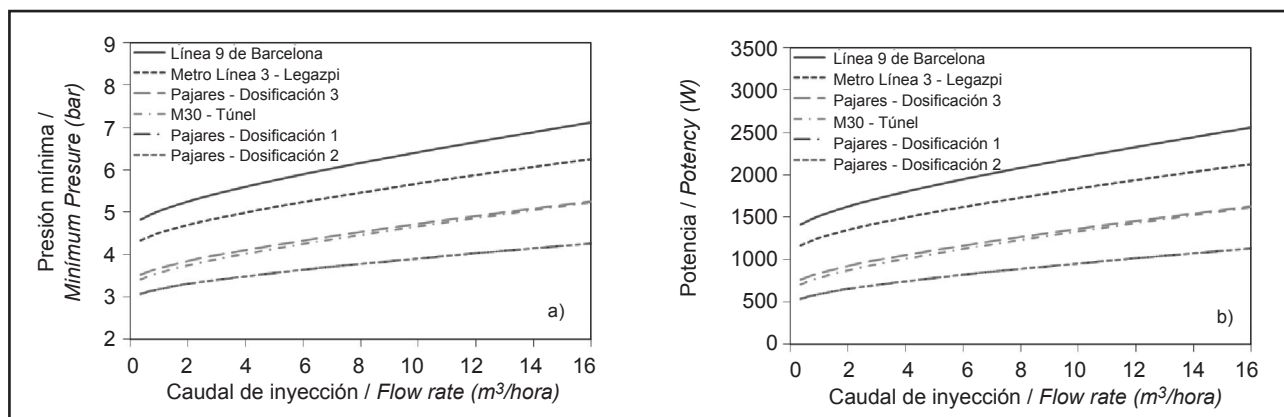 Presión mínima /
Minimum Presure (bar)
9
8
7
6
5
4
3
2
Línea 9 de Barcelona
Metro Línea 3 - Legazpi
Pajares - Dosificación 3
M30 - Túnel
Pajares - Dosificación 1
Pajares - Dosificación 2
a)
0 2 4 6 8 10 12 14 16
Caudal de inyección / Flow rate (m³/hora)
Potencia / Potency (W)
3500
3000
2500
2000
1500
1000
500
0
Línea 9 de Barcelona
Metro Línea 3 - Legazpi
Pajares - Dosificación 3
M30 - Túnel
Pajares - Dosificación 1
Pajares - Dosificación 2
b)
0 2 4 6 8 10 12 14 16
Caudal de inyección / Flow rate (m³/hora)